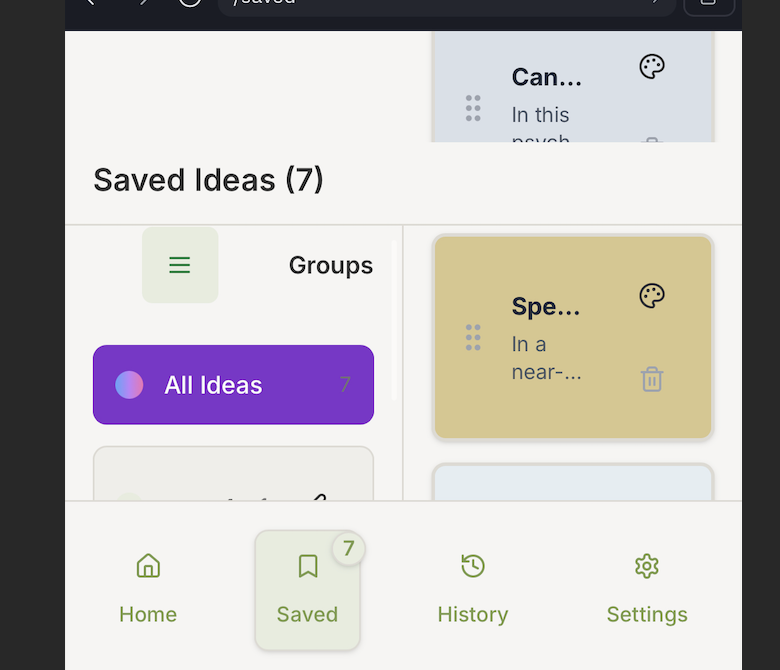 /saved
Can...
In this
psych
Saved Ideas (7)
Groups
Spe...
In a
near-...
All Ideas 7
7
Home
Saved
History
Settings